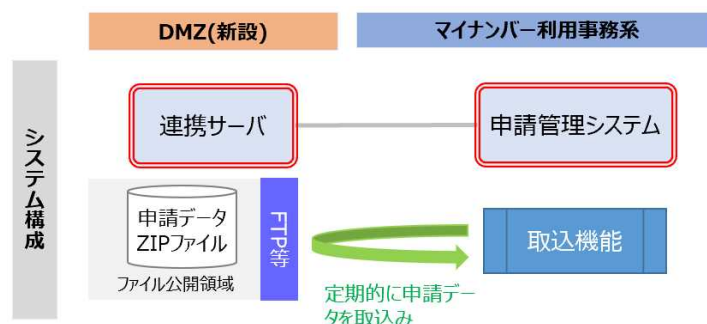 DMZ(新設)
マイナンバー利用事務系
システム構成
連携サーバ
申請管理システム
申請データ
ZIPファイル
FTP等
ファイル公開領域
取込機能
定期的に申請デー
タを取込み